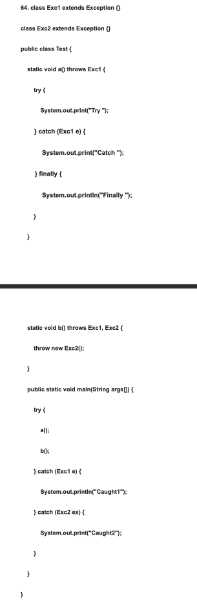 64. class Exc1 extends Exception {}
class Exc2 extends Exception {}
public class Test {
static void a() throws Exc1 {
try {
System.out.print("Try ");
} catch (Exc1 e) {
System.out.print("Catch ");
} finally {
System.out.println("Finally ");
}
}
static void b() throws Exc1, Exc2 {
throw new Exc2();
}
public static void main(String args[]) {
try {
a();
b();
} catch (Exc1 e) {
System.out.println("Caught1");
} catch (Exc2 ex) {
System.out.print("Caught2");
}
}
}